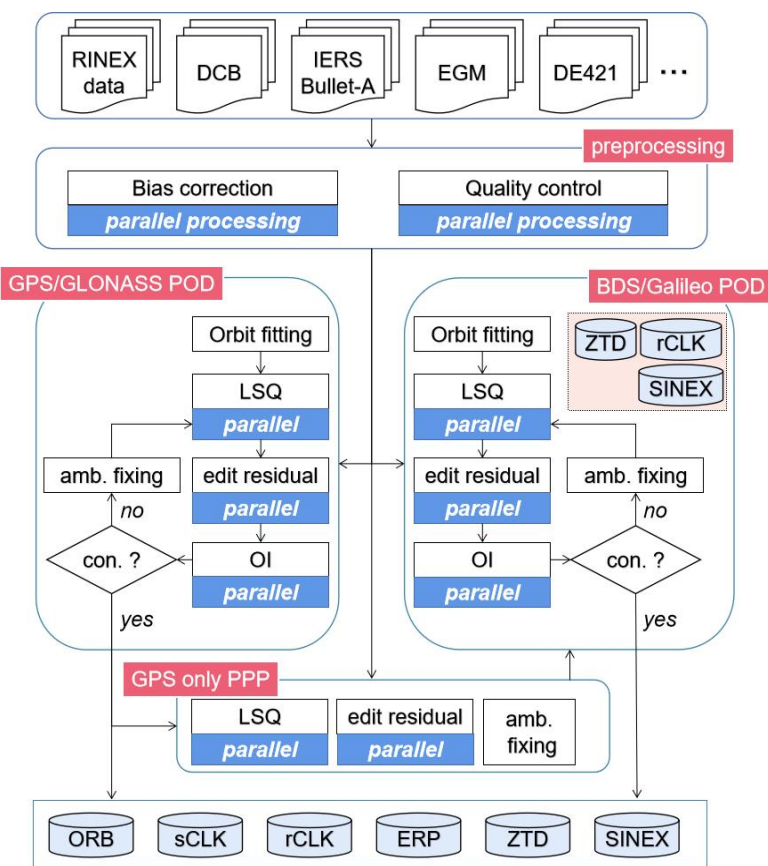 RINEX
data
DCB
IERS
Bullet-A
EGM
DE421
...
preprocessing
Bias correction
parallel processing
Quality control
parallel processing
GPS/GLONASS POD
Orbit fitting
LSQ
parallel
amb. fixing
edit residual
parallel
no
con. ?
OI
parallel
yes
BDS/Galileo POD
ZTD
rCLK
SINEX
Orbit fitting
LSQ
parallel
edit residual
parallel
amb. fixing
no
OI
parallel
con. ?
yes
GPS only PPP
LSQ
parallel
edit residual
parallel
amb.
fixing
ORB
sCLK
rCLK
ERP
ZTD
SINEX